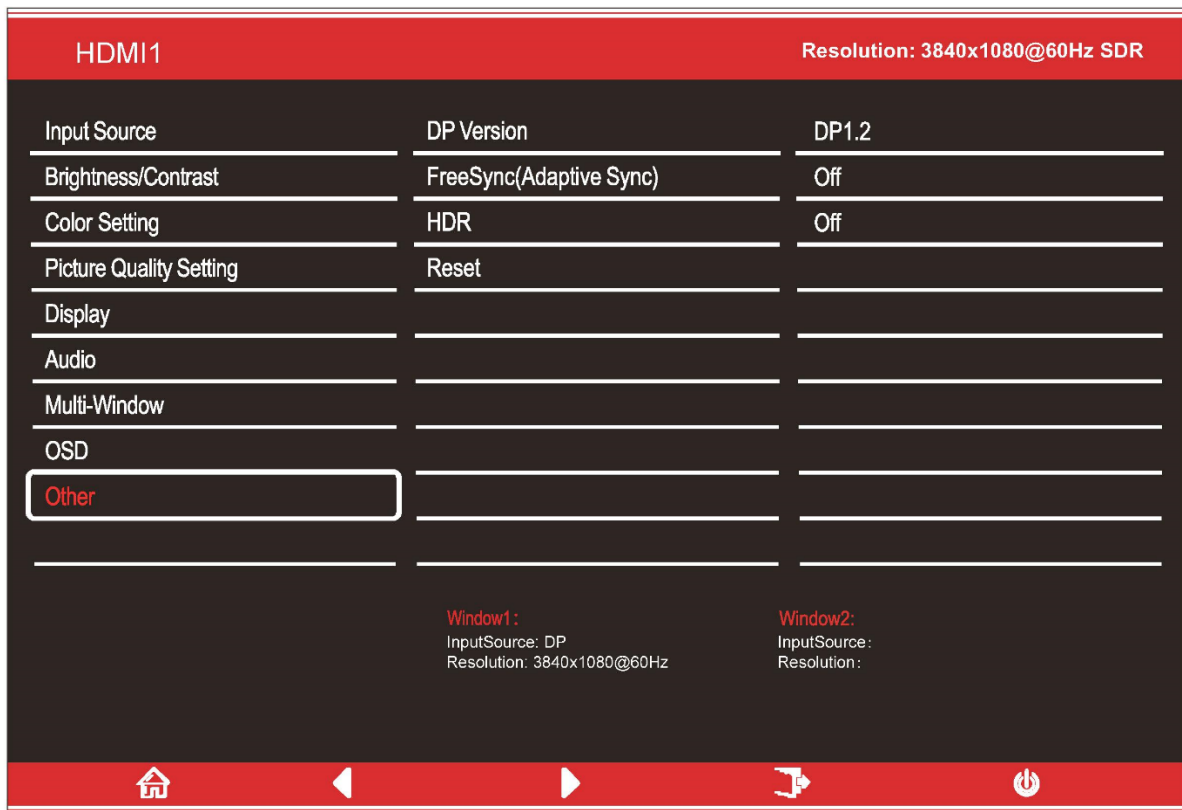 HDMI1 Resolution: 3840x1080@60Hz SDR
Input Source DP Version DP1.2
Brightness/Contrast FreeSync(Adaptive Sync) Off
Color Setting HDR Off
Picture Quality Setting Reset
Display
Audio
Multi-Window
OSD
Other
Window1: Window2:
InputSource: DP InputSource:
Resolution: 3840x1080@60Hz Resolution: